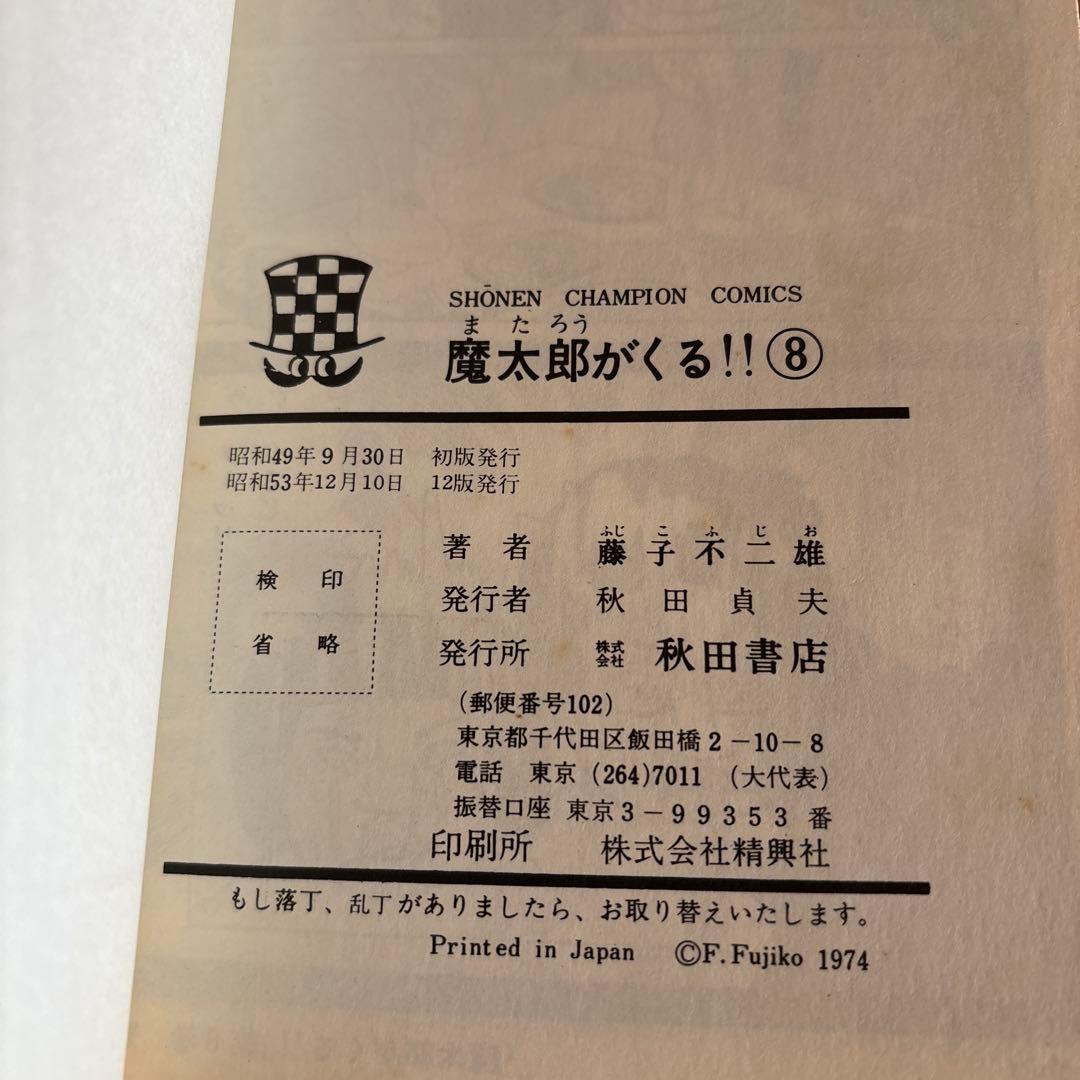 SHŌNEN CHAMPION COMICS
またろう
魔太郎がくる!!⑧
昭和49年9月30日 初版発行
昭和53年12月10日 12版発行
検印
省略
ふじこふじお
著者 藤子不二雄
発行者 秋田貞夫
発行所 株式会社 秋田書店
(郵便番号102)
東京都千代田区飯田橋2-10-8
電話 東京(264)7011 (大代表)
振替口座 東京3-99353番
印刷所 株式会社精興社
もし落丁、乱丁がありましたら、お取り替えいたします。
Printed in Japan ©F.Fujiko 1974